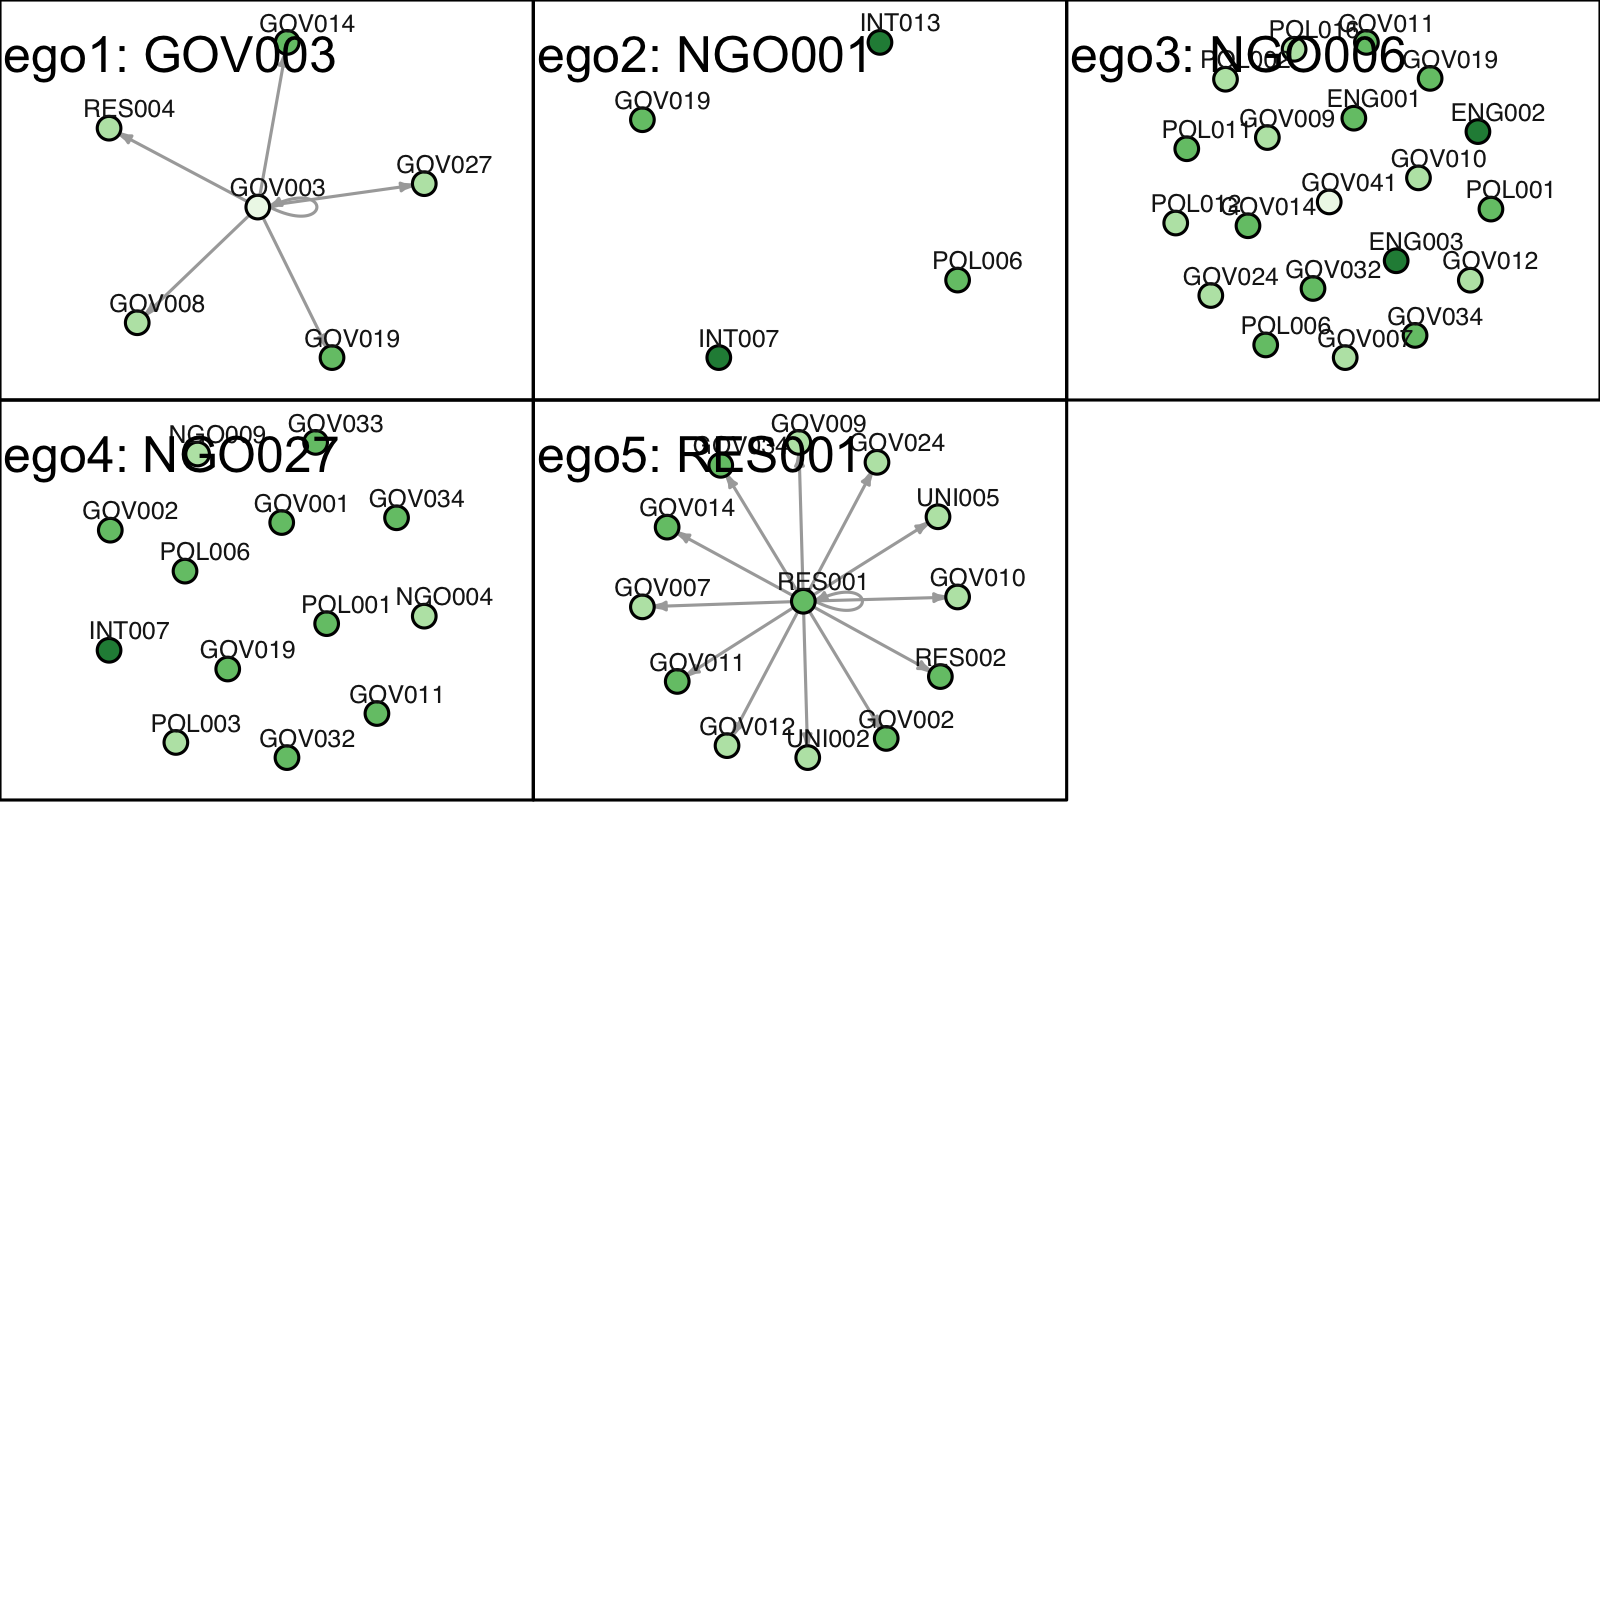 ego1: GOV003
GOV014
RES004
GOV027
GOV003
GOV008
GOV019
ego2: NGO001
INT013
GOV019
POL006
INT007
ego3: NGO006
GOV011
GOV019
ENG001
ENG002
POL011
GOV009
GOV010
GOV041
POL001
GOV014
ENG003
GOV012
GOV024
GOV032
GOV034
POL006
GOV007
ego4: NGO027
NGO009
GOV033
GOV002
GOV001
GOV034
POL006
POL001
NGO004
INT007
GOV019
GOV011
POL003
GOV032
ego5: RES001
GOV009
GOV034
GOV024
GOV014
UNI005
RES001
GOV007
GOV010
GOV011
RES002
GOV012
GOV002
UNI002